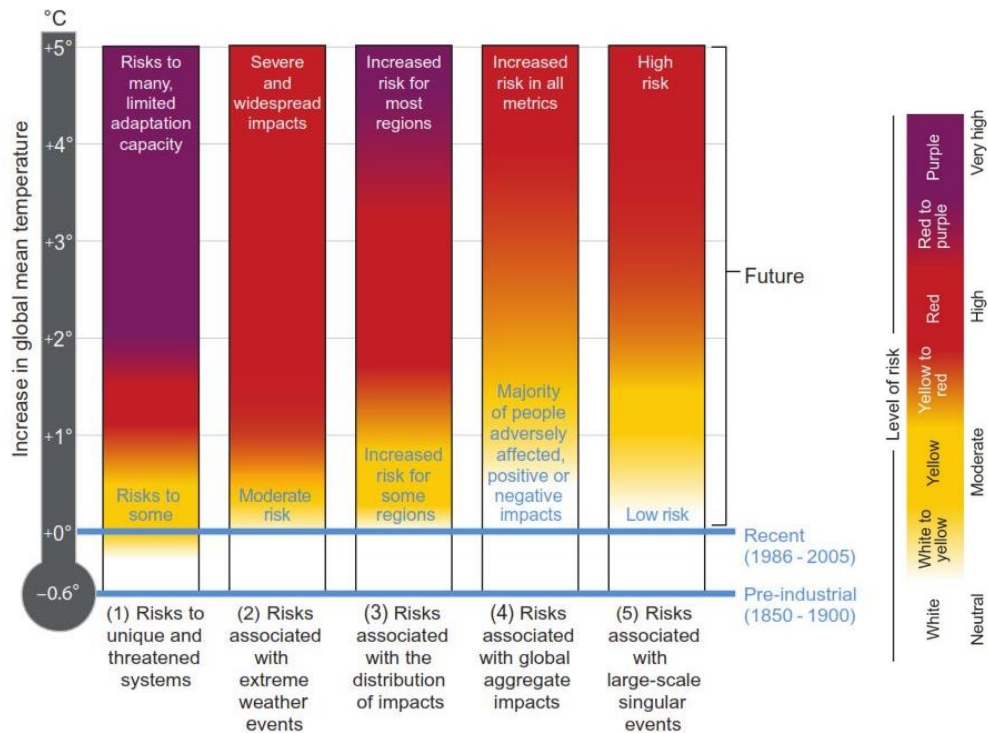 °C
Increase in global mean temperature
+5°
+4°
+3°
+2°
+1°
+0°
−0.6°
Risks to
many,
limited
adaptation
capacity
Risks to
some
Severe
and
widespread
impacts
Moderate
risk
Increased
risk for
most
regions
Increased
risk for
some
regions
Increased
risk in all
metrics
Majority
of people
adversely
affected,
positive or
negative
impacts
High
risk
Low risk
Future
Recent
(1986 - 2005)
Pre-industrial
(1850 - 1900)
(1) Risks to
unique and
threatened
systems
(2) Risks
associated
with
extreme
weather
events
(3) Risks
associated
with the
distribution
of impacts
(4) Risks
associated
with global
aggregate
impacts
(5) Risks
associated
with
large-scale
singular
events
Level of risk
Purple
Red to
purple
Red
Yellow to
red
Yellow
White to
yellow
White
Very high
High
Moderate
Neutral